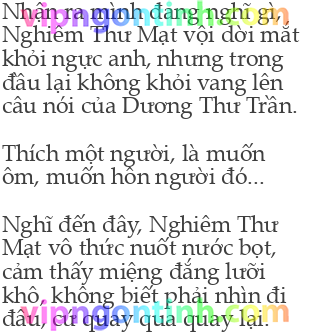 Nhận ra mình đang nghĩ gì,
Nghiêm Thư Mạt vội dời mắt
khỏi ngực anh, nhưng trong
đầu lại không khỏi vang lên
câu nói của Dương Thư Trần.

Thích một người, là muốn
ôm, muốn hôn người đó...

Nghĩ đến đây, Nghiêm Thư
Mạt vô thức nuốt nước bọt,
cảm thấy miệng đắng lưỡi
khô, không biết phải nhìn đi
đâu, cứ quay qua quay lại.
vipngontinh.com
vipngontinh.com